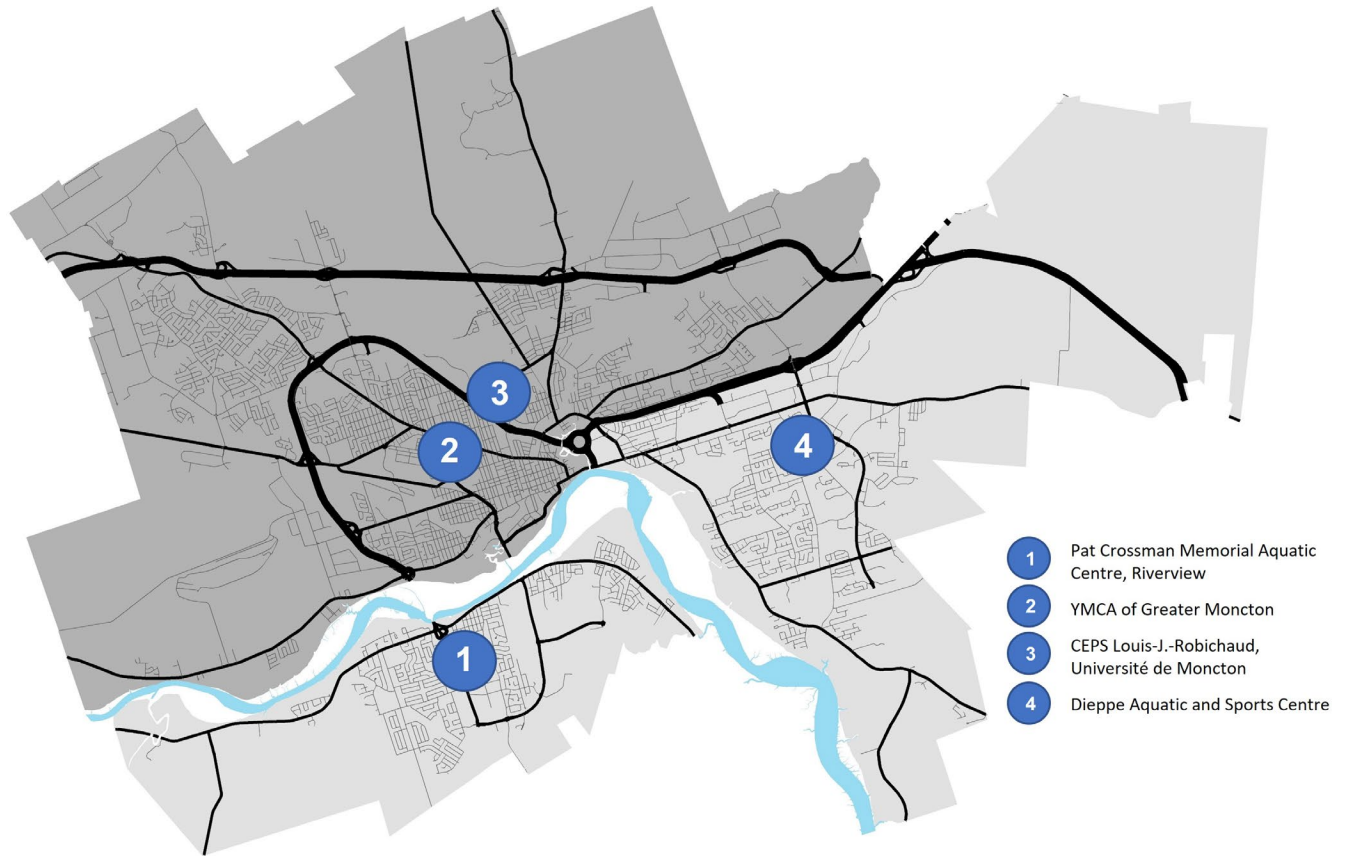 3
2
4
1
1 Pat Crossman Memorial Aquatic
Centre, Riverview
2 YMCA of Greater Moncton
3 CEPS Louis-J.-Robichaud,
Université de Moncton
4 Dieppe Aquatic and Sports Centre